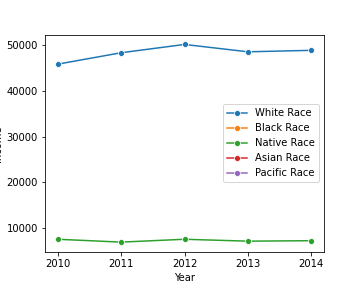 50000
40000
30000
20000
10000
White Race
Black Race
Native Race
Asian Race
Pacific Race
2010 2011 2012 2013 2014
Year